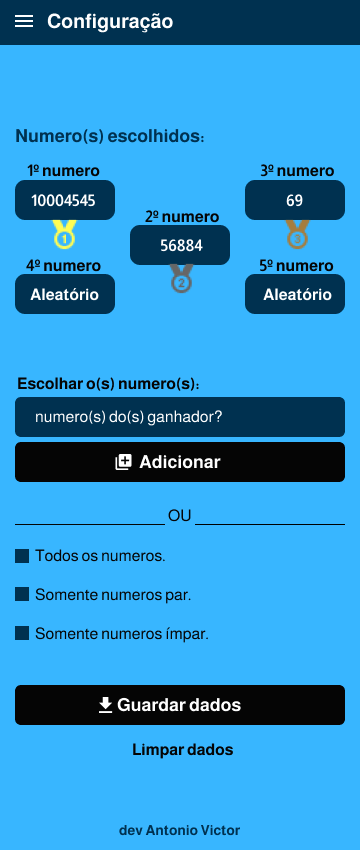 Configuração
Numero(s) escolhidos:
1º numero
10004545
1
2º numero
56884
2
3º numero
69
3
4º numero
Aleatório
5º numero
Aleatório
Escolhar o(s) numero(s):
numero(s) do(s) ganhador?
Adicionar
OU
Todos os numeros.
Somente numeros par.
Somente numeros ímpar.
Guardar dados
Limpar dados
dev Antonio Victor